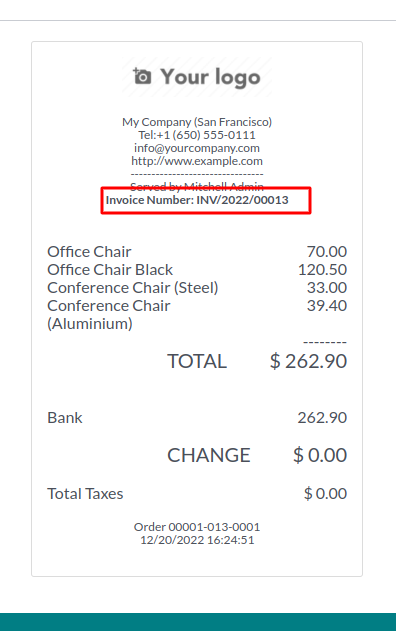 Your logo
My Company (San Francisco)
Tel:+1 (650) 555-0111
info@yourcompany.com
http://www.example.com
--------------------------------
Served by Mitchell Admin
Invoice Number: INV/2022/00013
Office Chair 70.00
Office Chair Black 120.50
Conference Chair (Steel) 33.00
Conference Chair 39.40
(Aluminium)
--------
TOTAL $ 262.90
Bank 262.90
CHANGE $ 0.00
Total Taxes $ 0.00
Order 00001-013-0001
12/20/2022 16:24:51